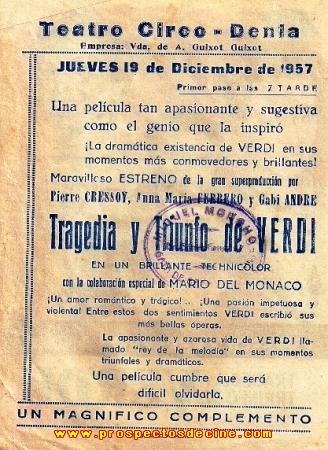 Teatro Circo - Denia
Empresa: Vda. de A. Guixot Guixot
JUEVES 19 de Diciembre de 1957
Primer pase a las 7 TARDE
Una película tan apasionante y sugestiva
como el genio que la inspiró
¡La dramática existencia de VERDI en sus
momentos más conmovedores y brillantes!
Maravilloso ESTRENO de la gran superproducción por
Pierre CRESSOY, Anna Maria FERRERO y Gabi ANDRE
Tragedia y Triunfo de VERDI
EN UN BRILLANTE TECHNICOLOR
con la colaboración especial de MARIO DEL MONACO
¡Un amor romántico y trágico!.. ¡Una pasión impetuosa y
violenta! Entre estos dos sentimientos VERDI escribió sus
más bellas óperas.
La apasionante y azarosa vida de VERDI lla-
mado "rey de la melodía" en sus momentos
triunfales y dramáticos.
Una película cumbre que será
difícil olvidarla.
UN MAGNIFICO COMPLEMENTO
www.prospectosdecine.com